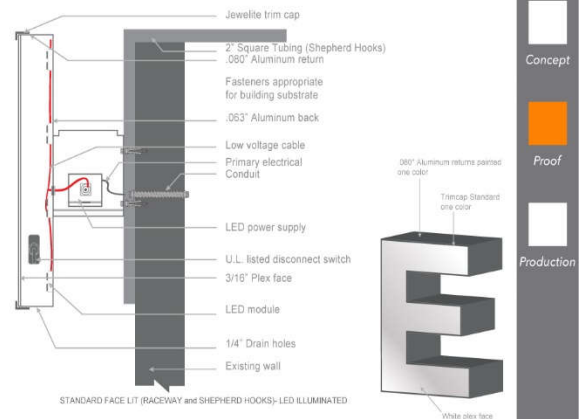 Jewelite trim cap
2" Square Tubing (Shepherd Hooks)
.080" Aluminum return
Fasteners appropriate
for building substrate
.063" Aluminum back
Low voltage cable
Primary electrical
Conduit
LED power supply
U.L. listed disconnect switch
3/16" Plex face
LED module
1/4" Drain holes
Existing wall
STANDARD FACE LIT (RACEWAY and SHEPHERD HOOKS)- LED ILLUMINATED
.080" Aluminum returns painted
one color
Trimcap Standard
one color
E
White plex face
Concept
Proof
Production